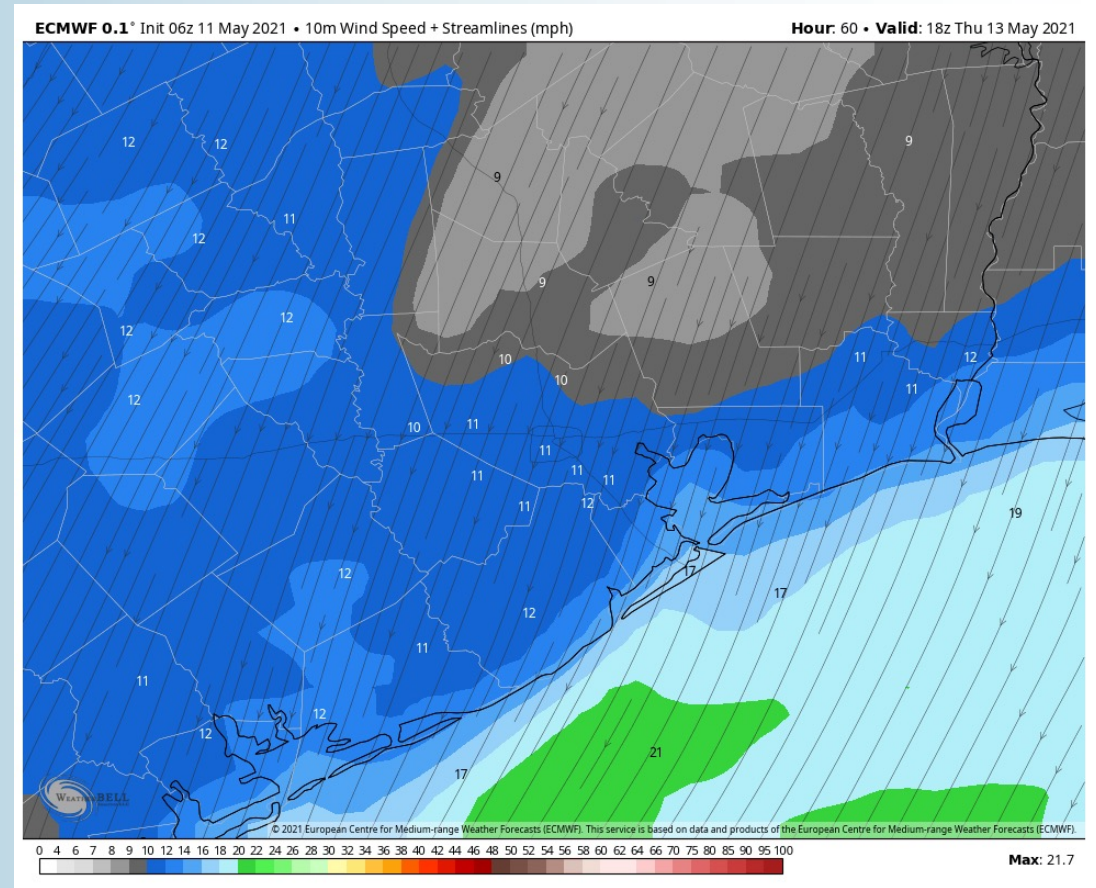 ECMWF 0.1° Init 06z 11 May 2021 • 10m Wind Speed + Streamlines (mph) Hour: 60 • Valid: 18z Thu 13 May 2021
12 12 9
9
11
12
9 9
12 12
10 11 12
10 11
12
10 11
11
11 11 11
11 12
19
12 17
17
12
11
11
12
12
21
17
WEATHERBELL
© 2021 European Centre for Medium-range Weather Forecasts (ECMWF). This service is based on data and products of the European Centre for Medium-range Weather Forecasts (ECMWF).
0 4 6 7 8 9 10 12 14 16 18 20 22 24 26 28 30 32 34 36 38 40 42 44 46 48 50 52 54 56 58 60 62 64 66 70 75 80 85 90 95 100
Max: 21.7